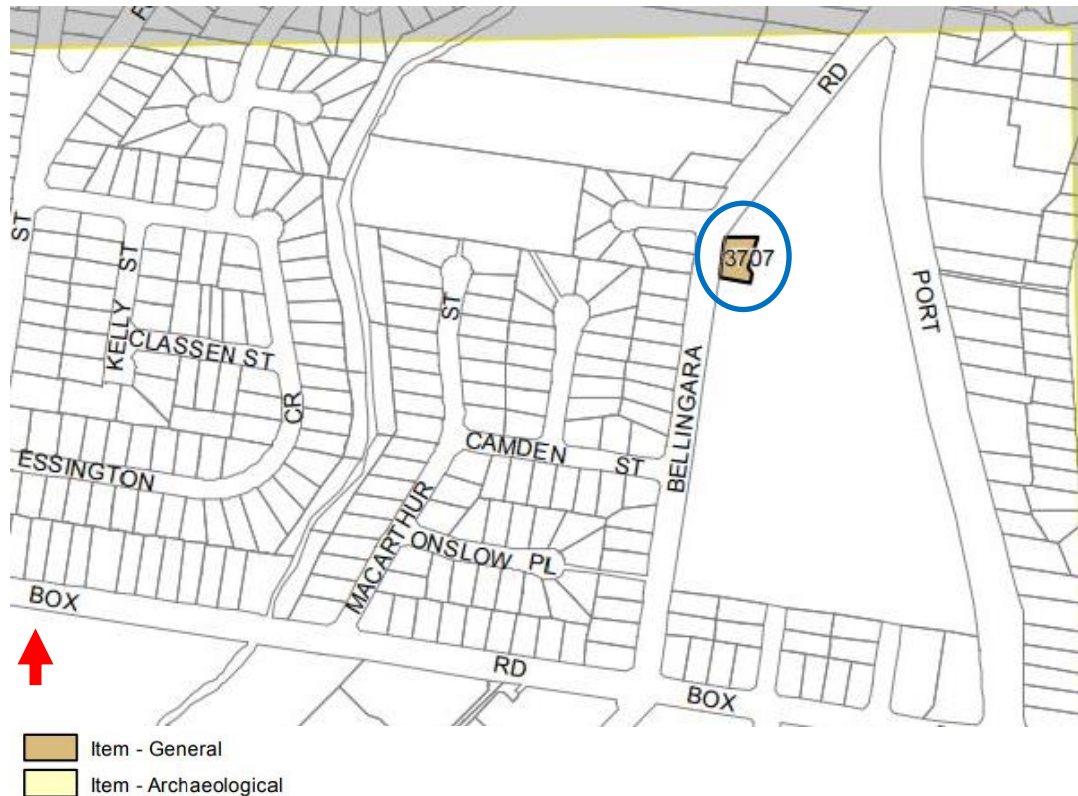 RD
ST
KELLY ST
3707
PORT
ST
CLASSEN ST
CR
BELLINGARA
CAMDEN ST
ESSINGTON
MACARTHUR
ONSLOW PL
BOX
RD
BOX
Item - General
Item - Archaeological